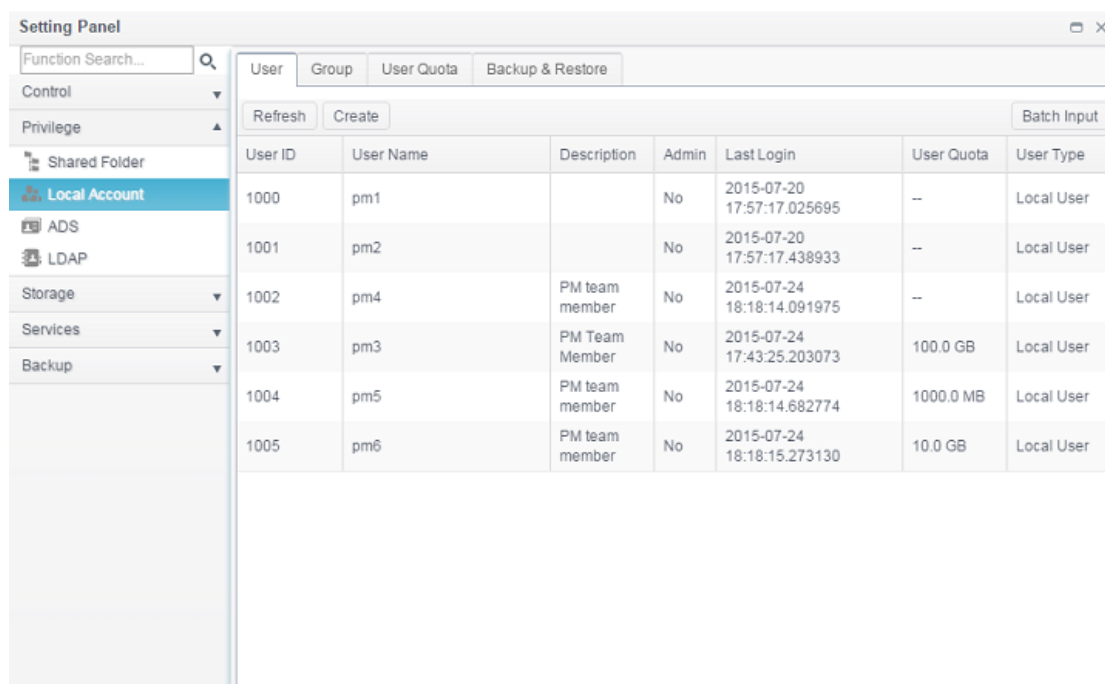 Setting Panel
Function Search...
Control
Privilege
Shared Folder
Local Account
ADS
LDAP
Storage
Services
Backup
User Group User Quota Backup & Restore
Refresh Create Batch Input
User ID User Name Description Admin Last Login User Quota User Type
1000 pm1 No 2015-07-20 17:57:17.025695 -- Local User
1001 pm2 No 2015-07-20 17:57:17.438933 -- Local User
1002 pm4 PM team member No 2015-07-24 18:18:14.091975 -- Local User
1003 pm3 PM Team Member No 2015-07-24 17:43:25.203073 100.0 GB Local User
1004 pm5 PM team member No 2015-07-24 18:18:14.682774 1000.0 MB Local User
1005 pm6 PM team member No 2015-07-24 18:18:15.273130 10.0 GB Local User